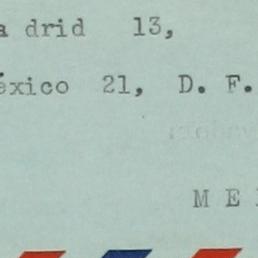 a drid 13,
éxico 21, D. F.
M E